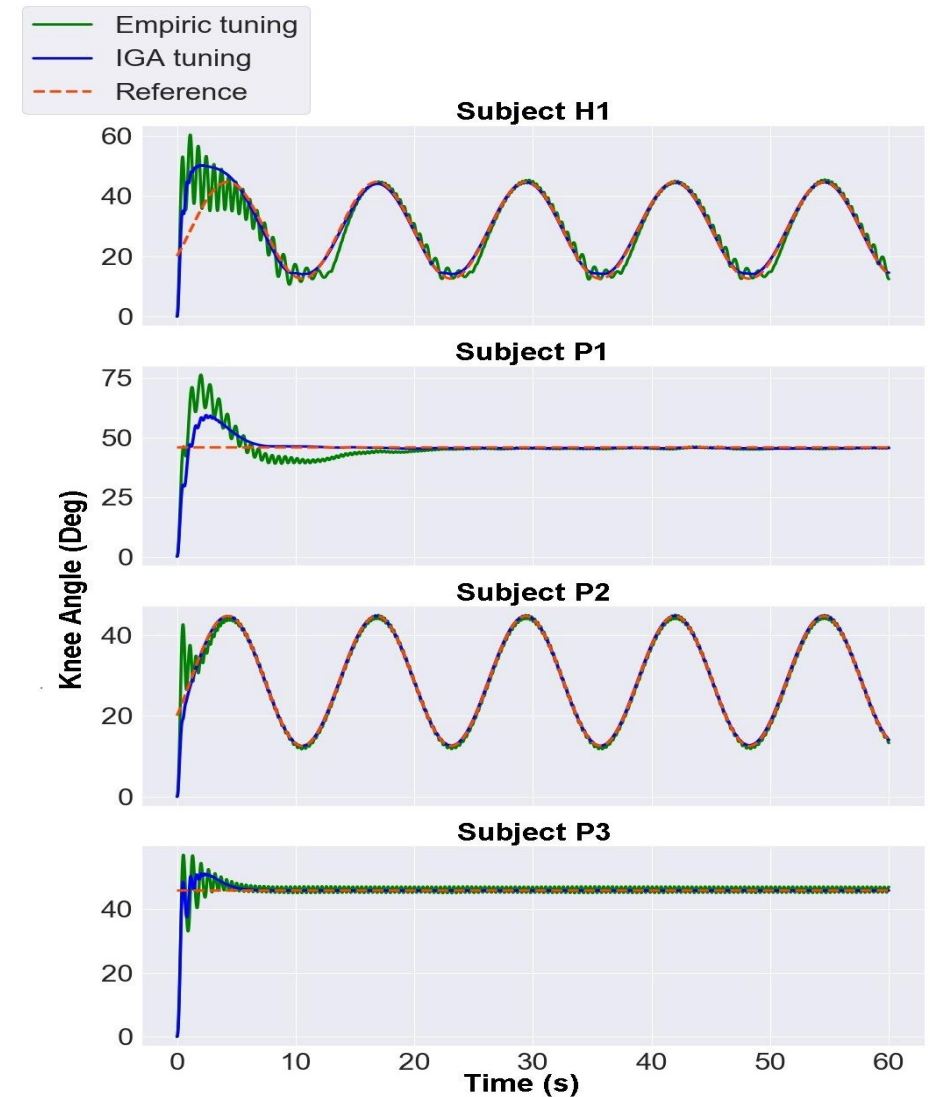 Empiric tuning
IGA tuning
Reference
Subject H1
60
40
20
0
Subject P1
75
50
25
0
Knee Angle (Deg)
Subject P2
40
20
0
Subject P3
40
20
0
0 10 20 30 40 50 60
Time (s)